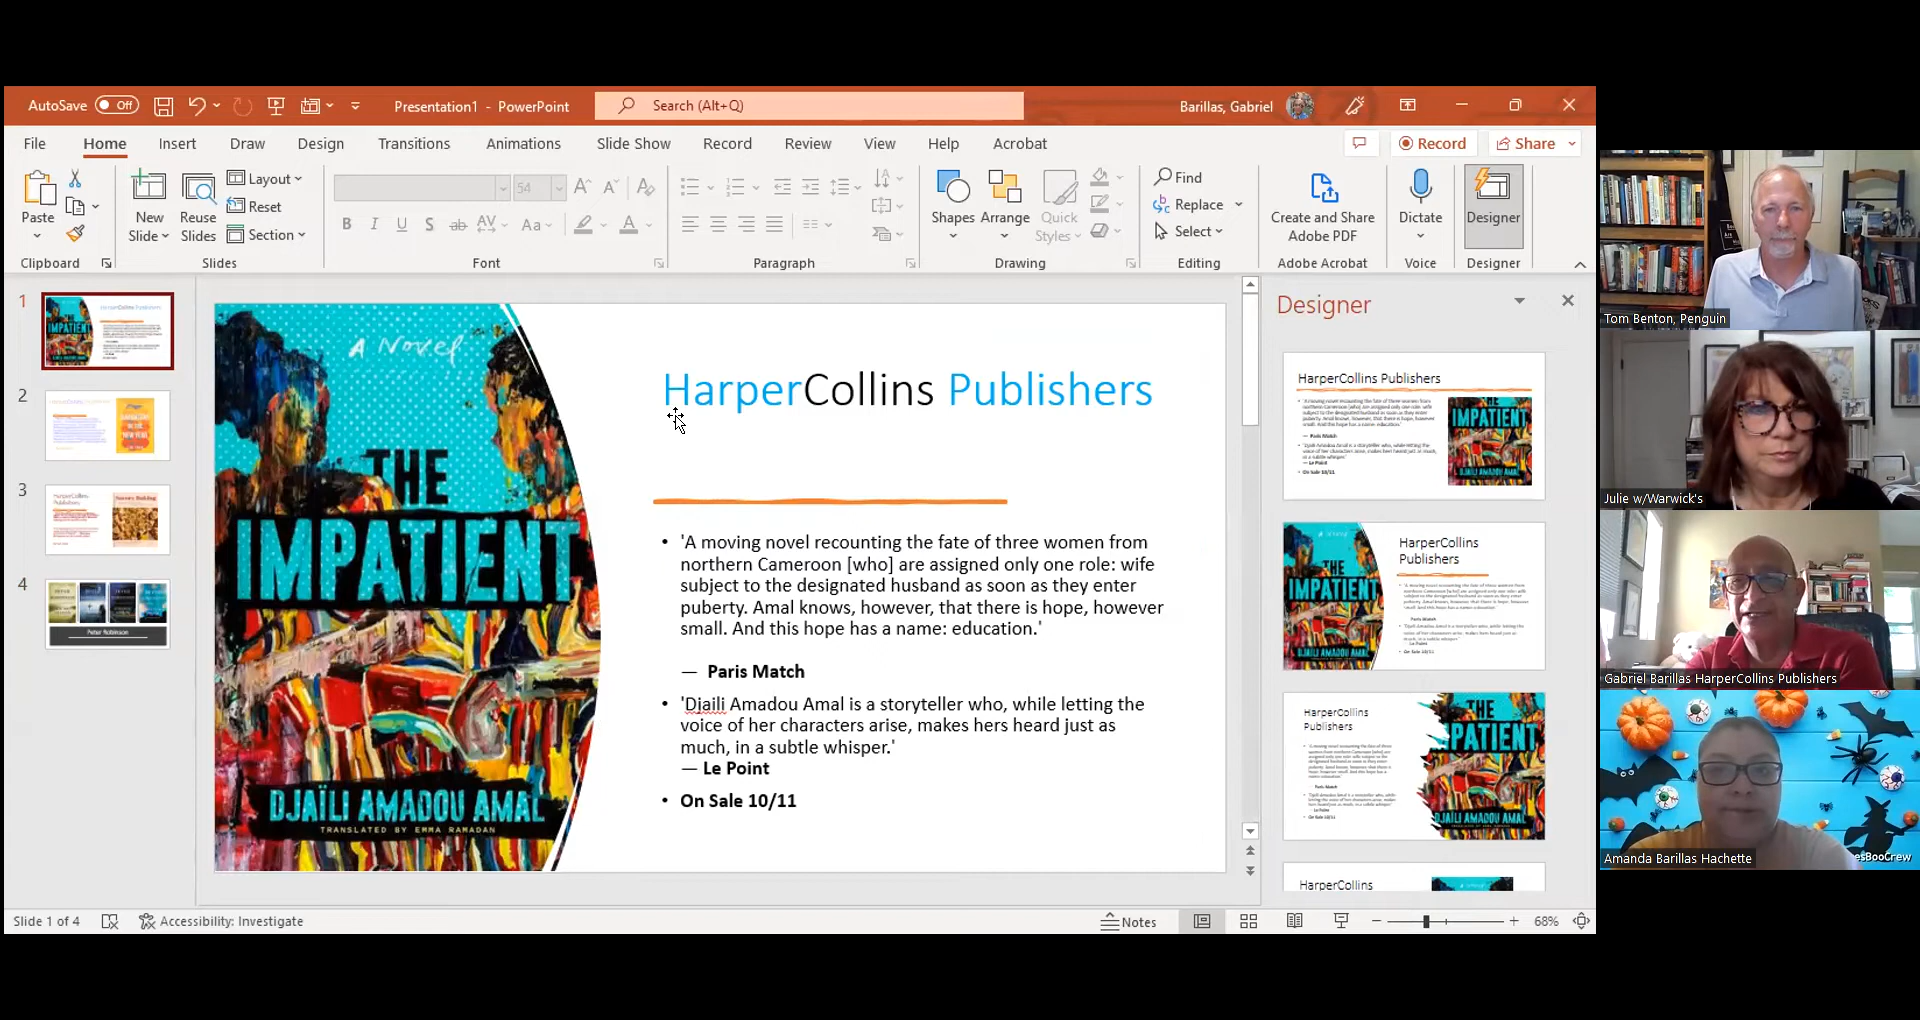 AutoSave Off
Presentation1 - PowerPoint
Search (Alt+Q)
Barillas, Gabriel
File Home Insert Draw Design Transitions Animations Slide Show Record Review View Help Acrobat
Record Share
Paste
Clipboard
New Slide
Reuse Slides
Layout
Reset
Section
Slides
54
Font
Paragraph
Shapes Arrange Quick Styles
Drawing
Find
Replace
Select
Editing
Create and Share Adobe PDF
Adobe Acrobat
Dictate
Voice
Designer
Designer
1
2
3
4
Peter Robinson
A Novel
THE
IMPATIENT
DJAÏLI AMADOU AMAL
TRANSLATED BY EMMA RAMADAN
HarperCollins Publishers
• 'A moving novel recounting the fate of three women from
northern Cameroon [who] are assigned only one role: wife
subject to the designated husband as soon as they enter
puberty. Amal knows, however, that there is hope, however
small. And this hope has a name: education.'
— Paris Match
• 'Djaili Amadou Amal is a storyteller who, while letting the
voice of her characters arise, makes hers heard just as
much, in a subtle whisper.'
— Le Point
• On Sale 10/11
Designer
HarperCollins Publishers
HarperCollins
Publishers
HarperCollins
Publishers
HarperCollins
Slide 1 of 4
Accessibility: Investigate
Notes
68%
Tom Benton, Penguin
Julie w/Warwick's
Gabriel Barillas HarperCollins Publishers
Amanda Barillas Hachette
esBooCrew